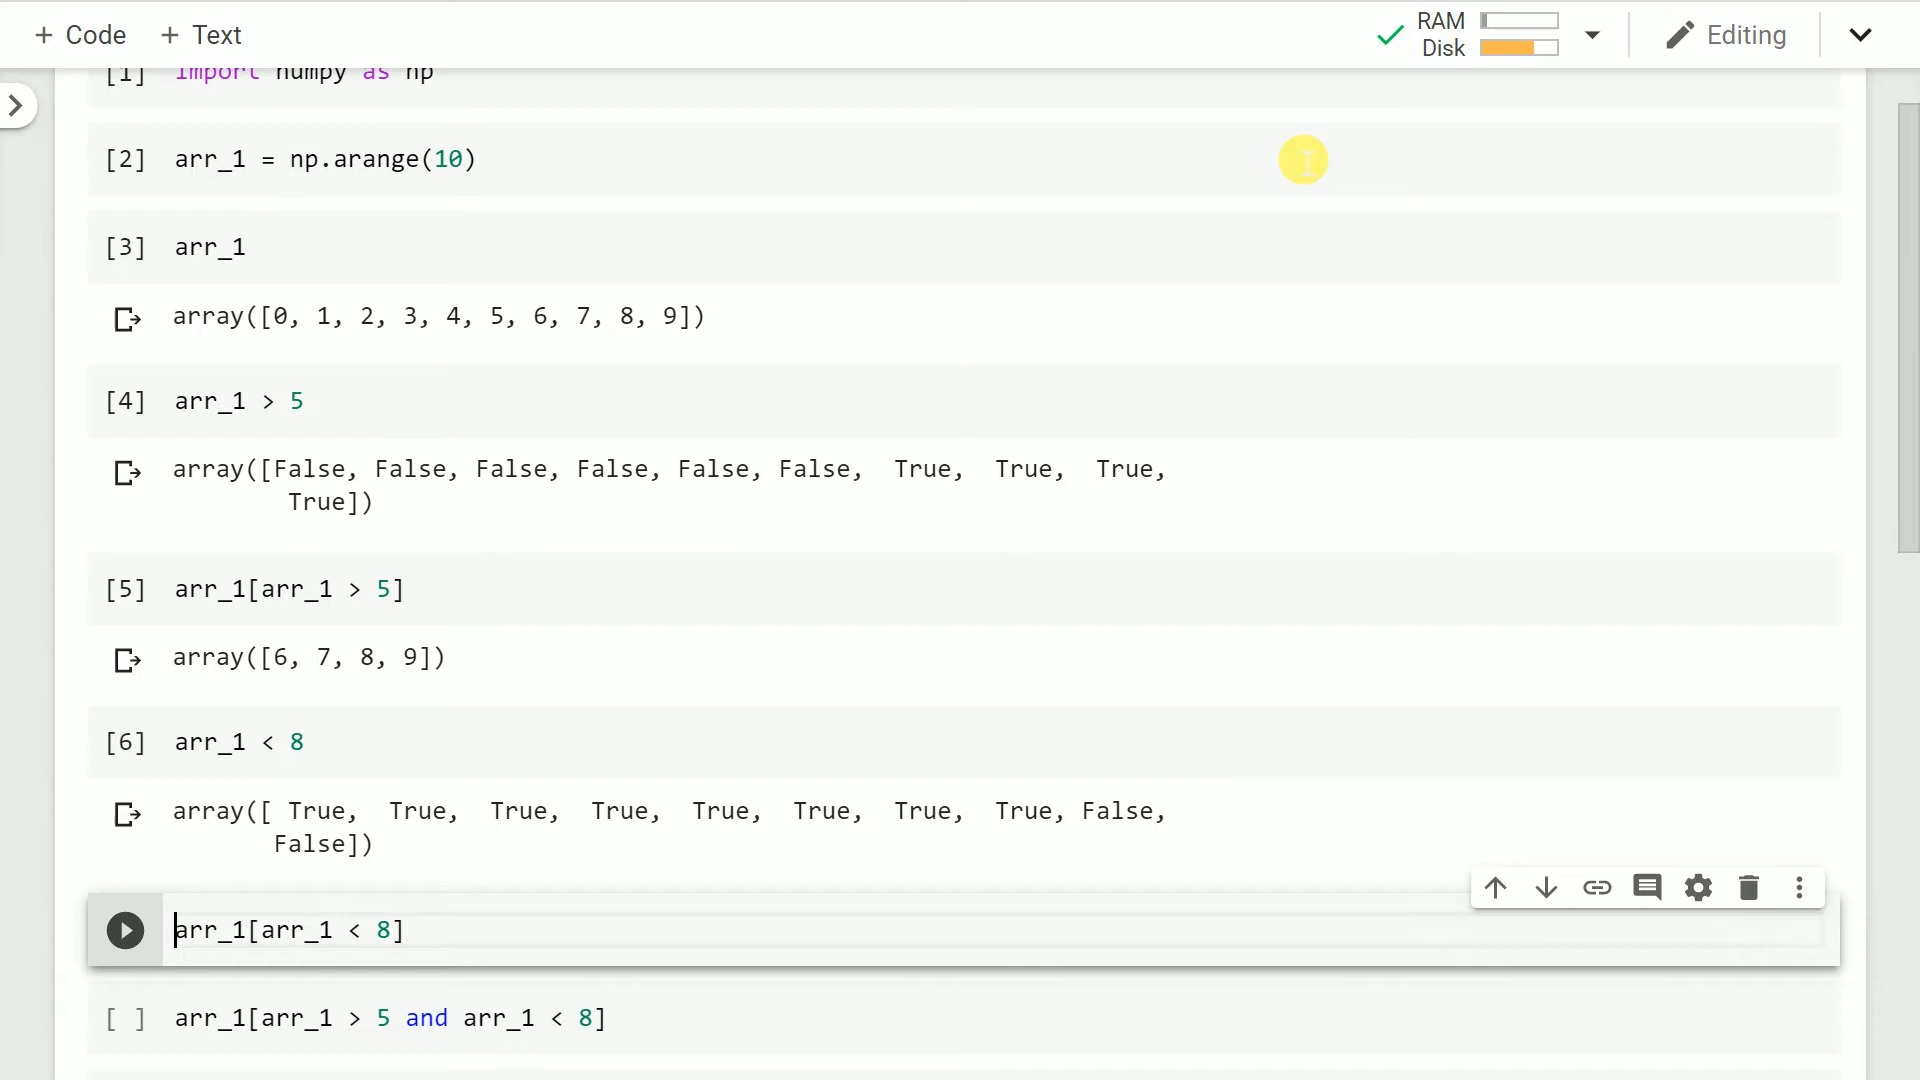 + Code + Text
RAM
Disk
Editing
[1] import numpy as np
[2] arr_1 = np.arange(10)
[3] arr_1
array([0, 1, 2, 3, 4, 5, 6, 7, 8, 9])
[4] arr_1 > 5
array([False, False, False, False, False, False,  True,  True,  True,
        True])
[5] arr_1[arr_1 > 5]
array([6, 7, 8, 9])
[6] arr_1 < 8
array([ True,  True,  True,  True,  True,  True,  True,  True, False,
       False])
arr_1[arr_1 < 8]
[ ] arr_1[arr_1 > 5 and arr_1 < 8]